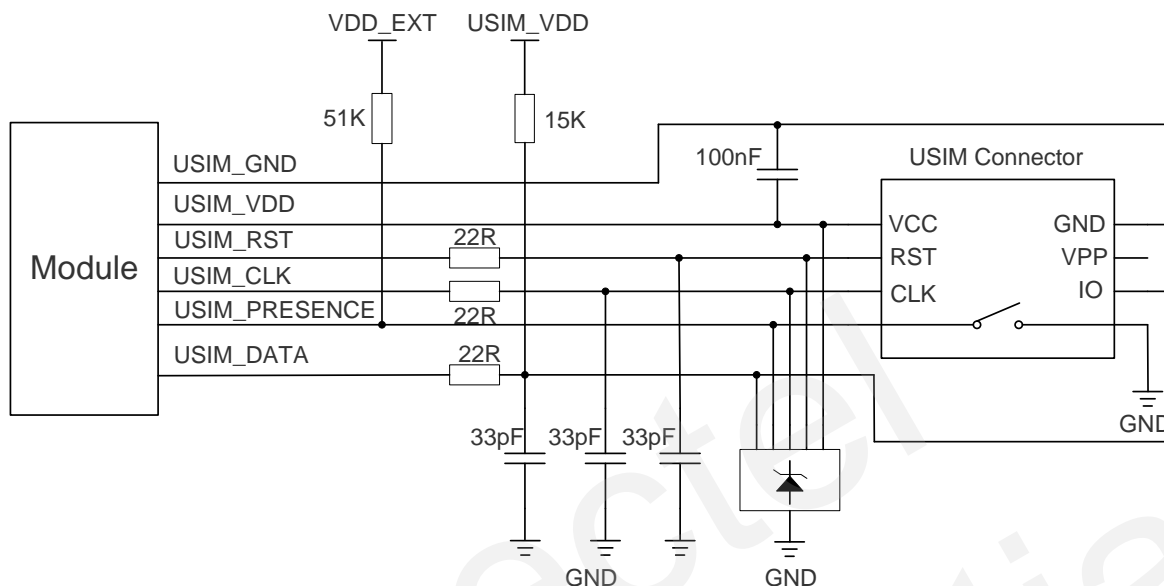 VDD_EXT
USIM_VDD
51K
15K
100nF
USIM Connector
Module
USIM_GND
USIM_VDD
USIM_RST
USIM_CLK
USIM_PRESENCE
USIM_DATA
22R
22R
22R
VCC
RST
CLK
GND
VPP
IO
GND
33pF
33pF
33pF
GND
GND